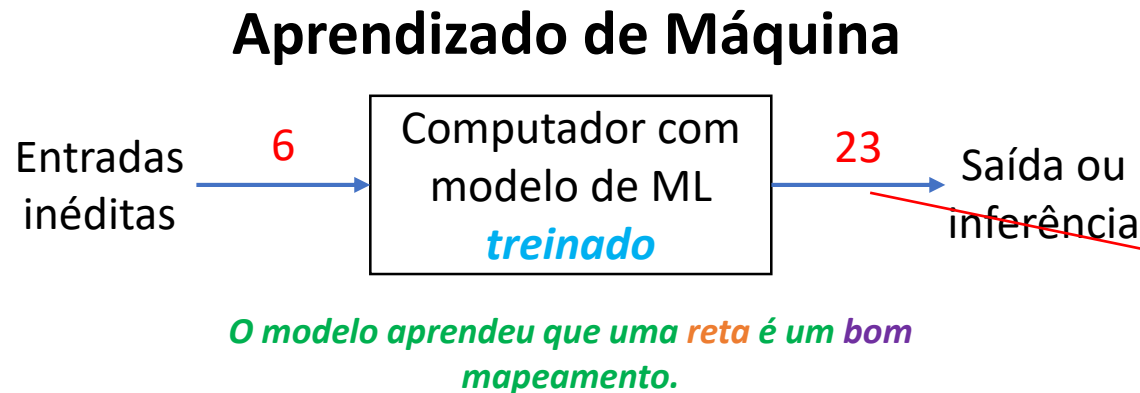 Aprendizado de Máquina
Entradas
inéditas
6
Computador com
modelo de ML
treinado
23
Saída ou
inferência
O modelo aprendeu que uma reta é um bom
mapeamento.